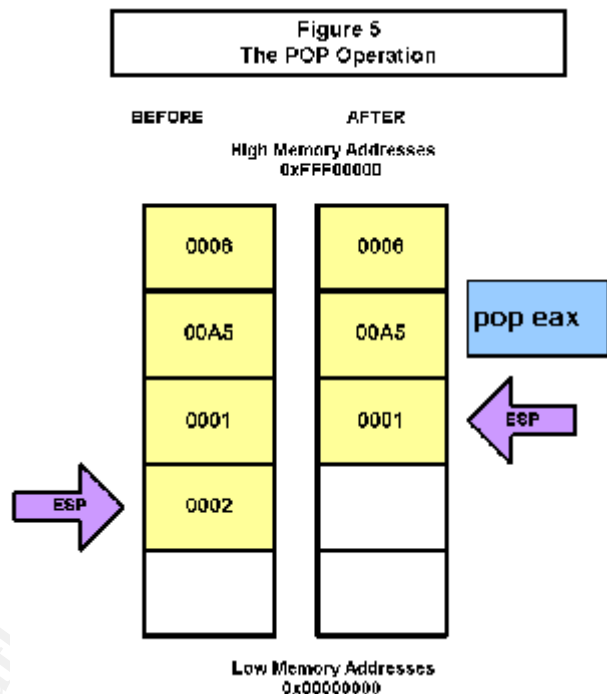 Figure 5
The POP Operation
BEFORE AFTER
High Memory Addresses
0xFFF00000
0006 0006
00A5 00A5
pop eax
0001 0001
ESP
ESP
0002
Low Memory Addresses
0x00000000